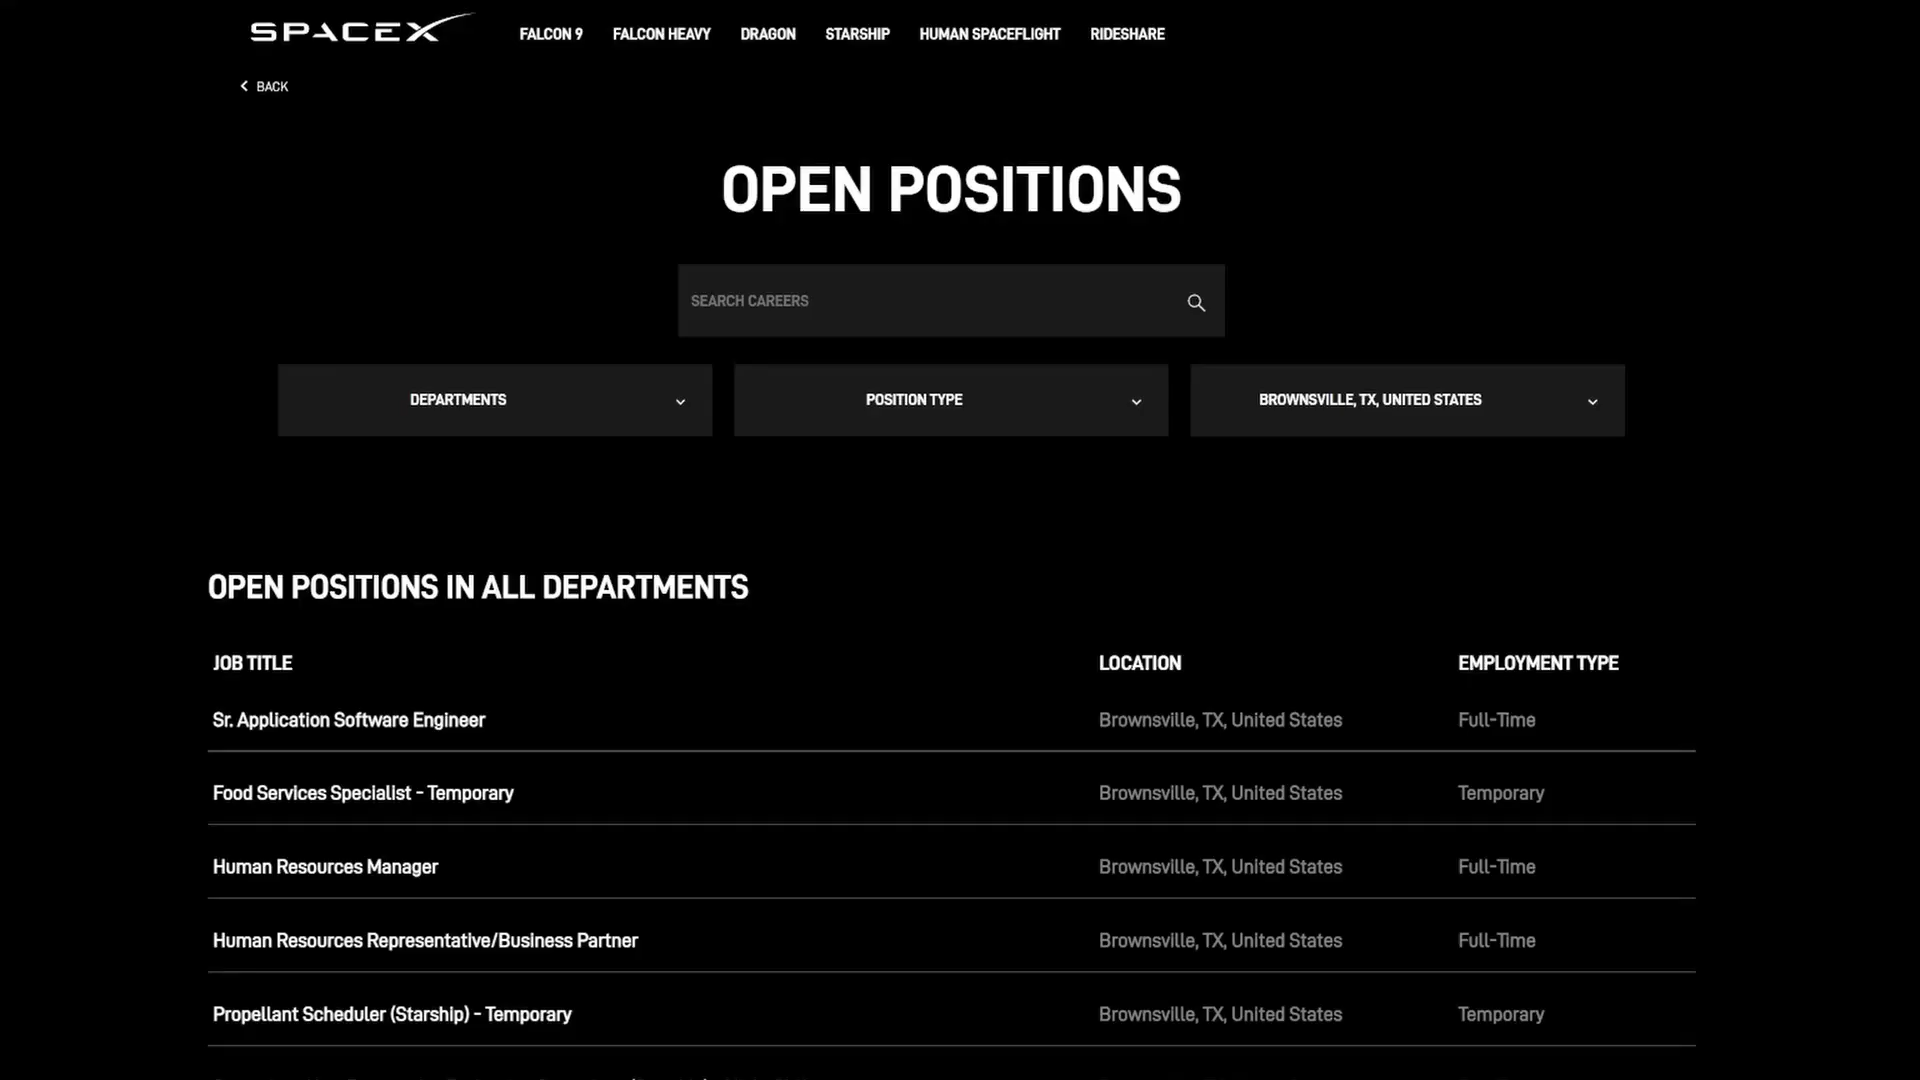 SPACEX FALCON 9 FALCON HEAVY DRAGON STARSHIP HUMAN SPACEFLIGHT RIDESHARE
BACK
OPEN POSITIONS
SEARCH CAREERS
DEPARTMENTS POSITION TYPE BROWNSVILLE, TX, UNITED STATES
OPEN POSITIONS IN ALL DEPARTMENTS
JOB TITLE LOCATION EMPLOYMENT TYPE
Sr. Application Software Engineer Brownsville, TX, United States Full-Time
Food Services Specialist - Temporary Brownsville, TX, United States Temporary
Human Resources Manager Brownsville, TX, United States Full-Time
Human Resources Representative/Business Partner Brownsville, TX, United States Full-Time
Propellant Scheduler (Starship) - Temporary Brownsville, TX, United States Temporary